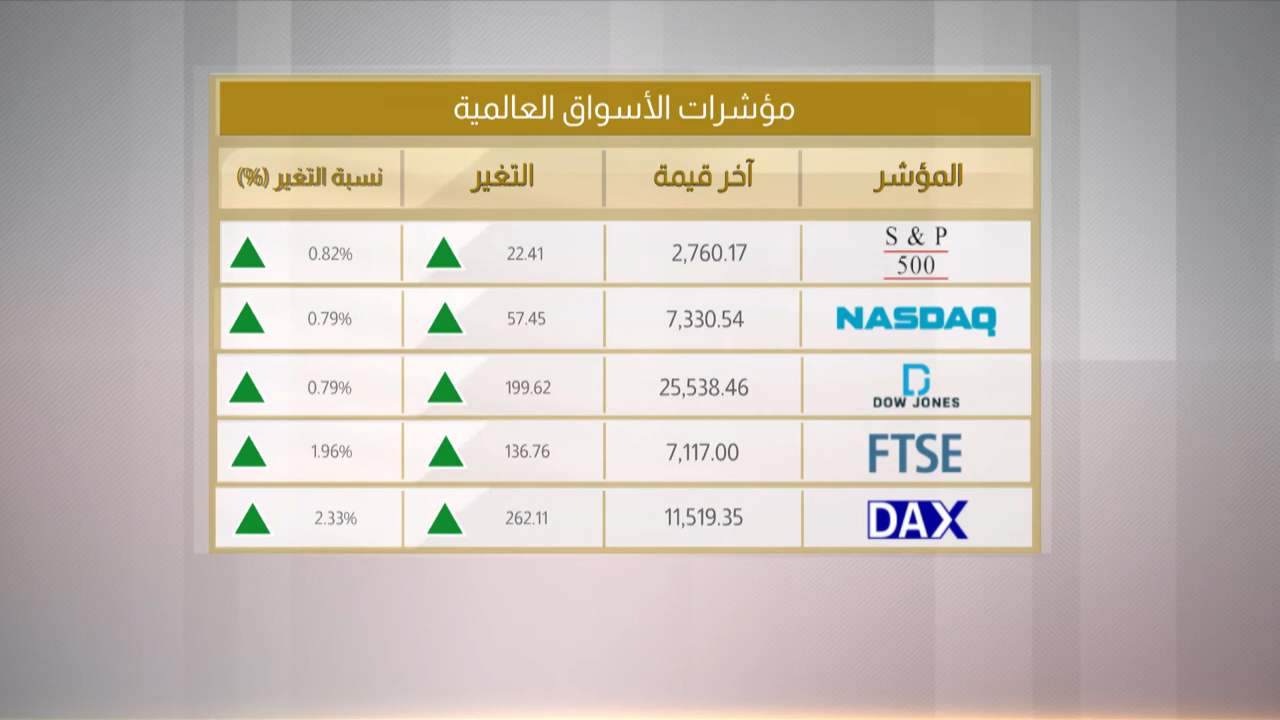 مؤشرات الأسواق العالمية
المؤشر آخر قيمة التغير نسبة التغير (%)
S & P 500 2,760.17 22.41 0.82%
NASDAQ 7,330.54 57.45 0.79%
DOW JONES 25,538.46 199.62 0.79%
FTSE 7,117.00 136.76 1.96%
DAX 11,519.35 262.11 2.33%